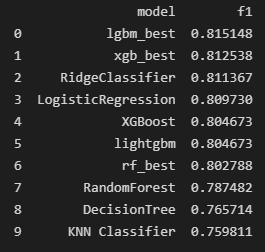 model f1
0 lgbm_best 0.815148
1 xgb_best 0.812538
2 RidgeClassifier 0.811367
3 LogisticRegression 0.809730
4 XGBoost 0.804673
5 lightgbm 0.804673
6 rf_best 0.802788
7 RandomForest 0.787482
8 DecisionTree 0.765714
9 KNN Classifier 0.759811